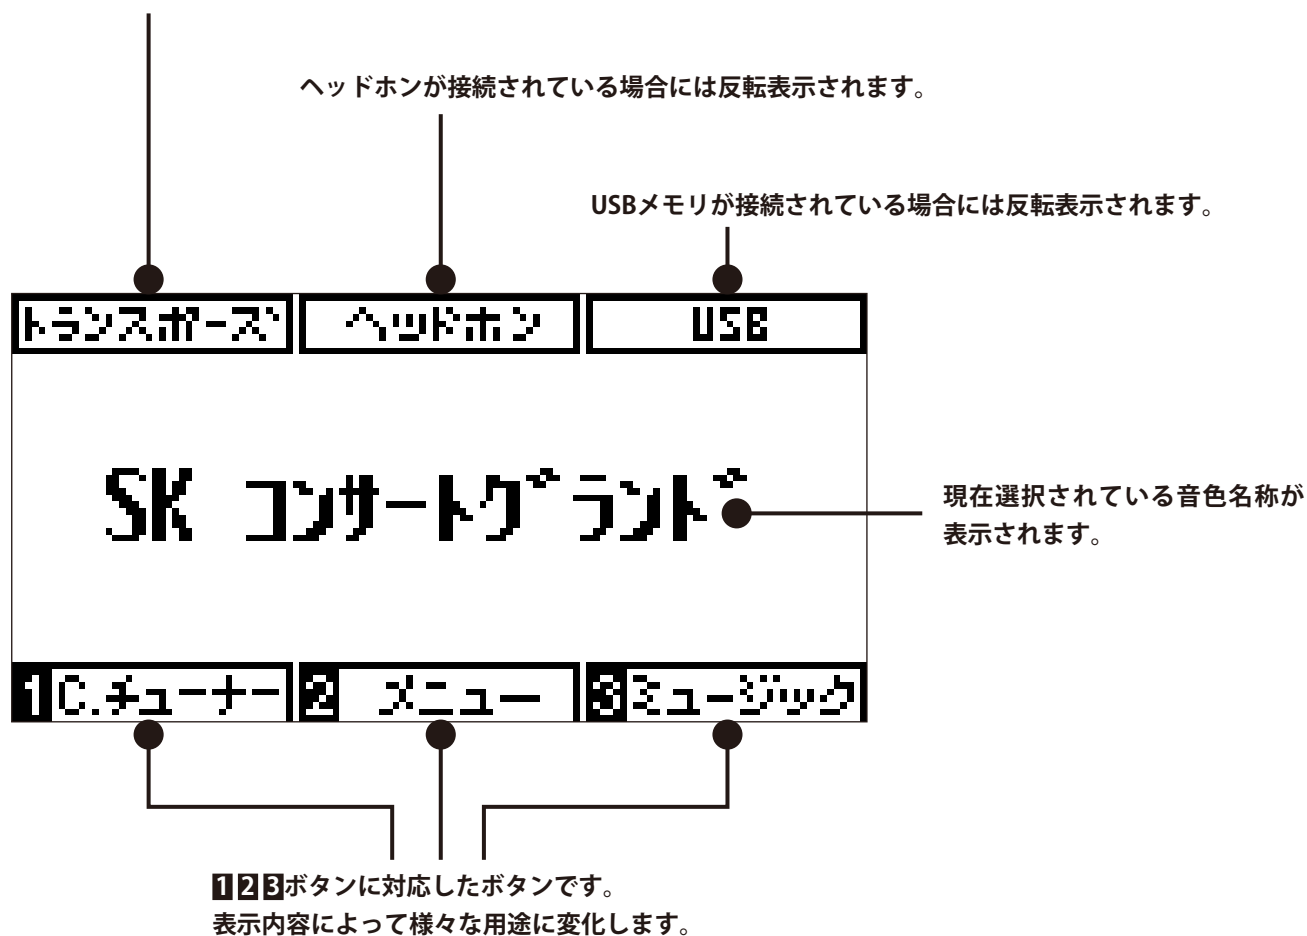 ヘッドホンが接続されている場合には反転表示されます。
USBメモリが接続されている場合には反転表示されます。
トランスポーズ ヘッドホン USB
SK コンサートグランド
現在選択されている音色名称が
表示されます。
1 C.チューナー 2 メニュー 3 ミュージック
123ボタンに対応したボタンです。
表示内容によって様々な用途に変化します。